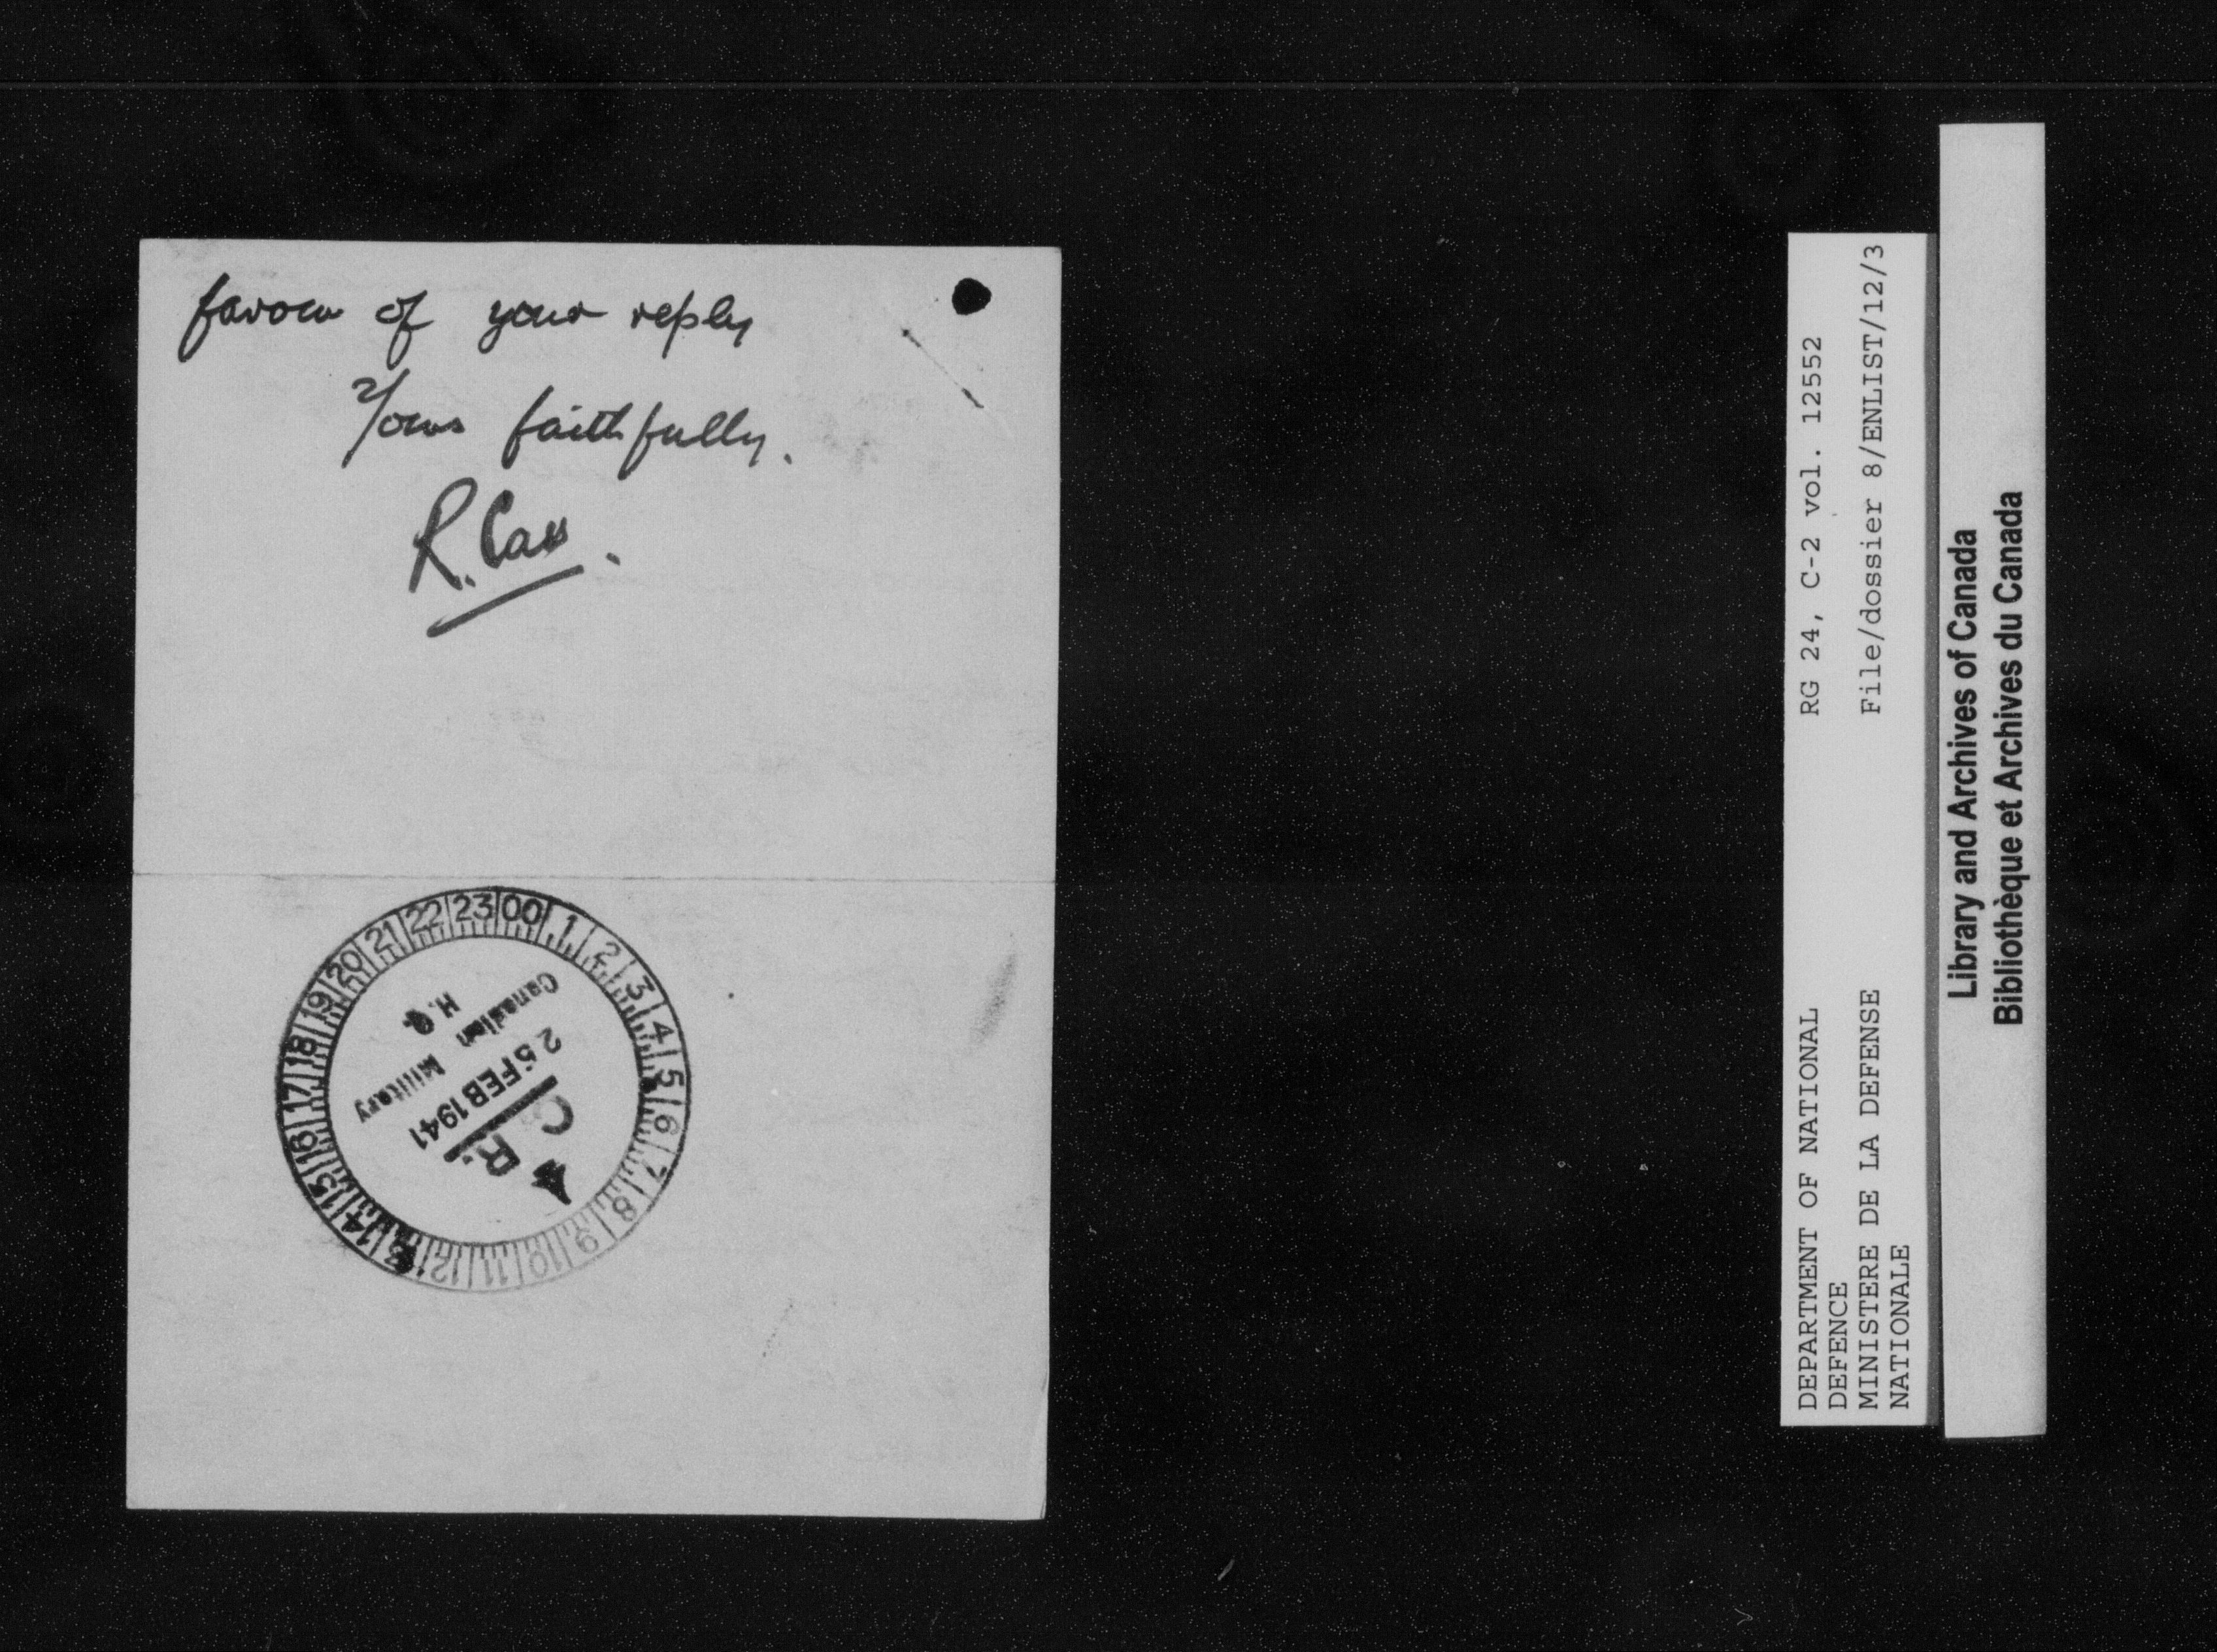 favour of your reply
Yours faithfully.
R. Cass.
00 1 2 3 4 5 6 7 8 9 10 11 12 13 14 15 16 17 18 19 20 21 22 23
C.R.
25 FEB 1941
Canadian Military
H.Q.
DEPARTMENT OF NATIONAL RG 24, C-2 vol. 12552
DEFENCE
MINISTERE DE LA DEFENSE File/dossier 8/ENLIST/12/3
NATIONALE
Library and Archives of Canada
Bibliothèque et Archives du Canada